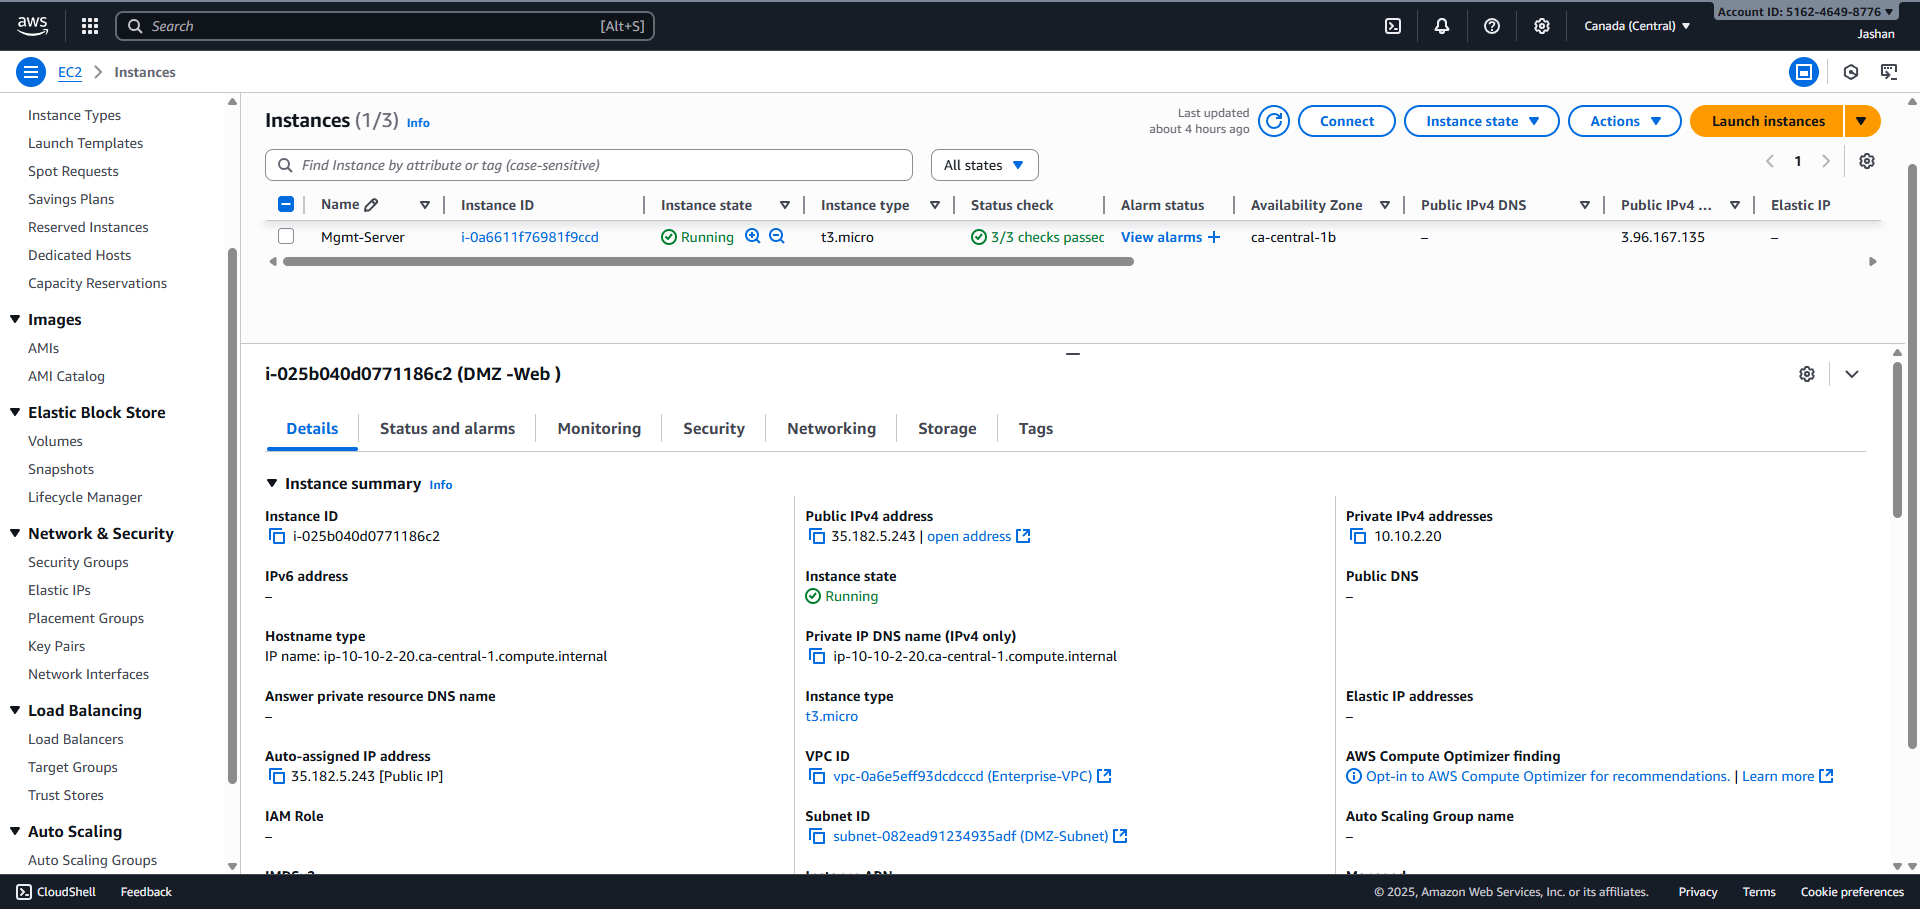 aws
Search [Alt+S]
Canada (Central)
Account ID: 5162-4649-8776
Jashan
EC2 Instances
Instance Types
Launch Templates
Spot Requests
Savings Plans
Reserved Instances
Dedicated Hosts
Capacity Reservations
Images
AMIs
AMI Catalog
Elastic Block Store
Volumes
Snapshots
Lifecycle Manager
Network & Security
Security Groups
Elastic IPs
Placement Groups
Key Pairs
Network Interfaces
Load Balancing
Load Balancers
Target Groups
Trust Stores
Auto Scaling
Auto Scaling Groups
Instances (1/3) Info
Last updated
about 4 hours ago
Connect
Instance state
Actions
Launch instances
Find Instance by attribute or tag (case-sensitive)
All states
1
Name Instance ID Instance state Instance type Status check Alarm status Availability Zone Public IPv4 DNS Public IPv4 ... Elastic IP
Mgmt-Server i-0a6611f76981f9ccd Running t3.micro 3/3 checks passec View alarms + ca-central-1b – 3.96.167.135 –
i-025b040d0771186c2 (DMZ -Web )
Details Status and alarms Monitoring Security Networking Storage Tags
Instance summary Info
Instance ID
i-025b040d0771186c2
Public IPv4 address
35.182.5.243 | open address
Private IPv4 addresses
10.10.2.20
IPv6 address
–
Instance state
Running
Public DNS
–
Hostname type
IP name: ip-10-10-2-20.ca-central-1.compute.internal
Private IP DNS name (IPv4 only)
ip-10-10-2-20.ca-central-1.compute.internal
Answer private resource DNS name
–
Instance type
t3.micro
Elastic IP addresses
–
Auto-assigned IP address
35.182.5.243 [Public IP]
VPC ID
vpc-0a6e5eff93dcdcccd (Enterprise-VPC)
AWS Compute Optimizer finding
Opt-in to AWS Compute Optimizer for recommendations. | Learn more
IAM Role
–
Subnet ID
subnet-082ead91234935adf (DMZ-Subnet)
Auto Scaling Group name
–
CloudShell Feedback
© 2025, Amazon Web Services, Inc. or its affiliates. Privacy Terms Cookie preferences